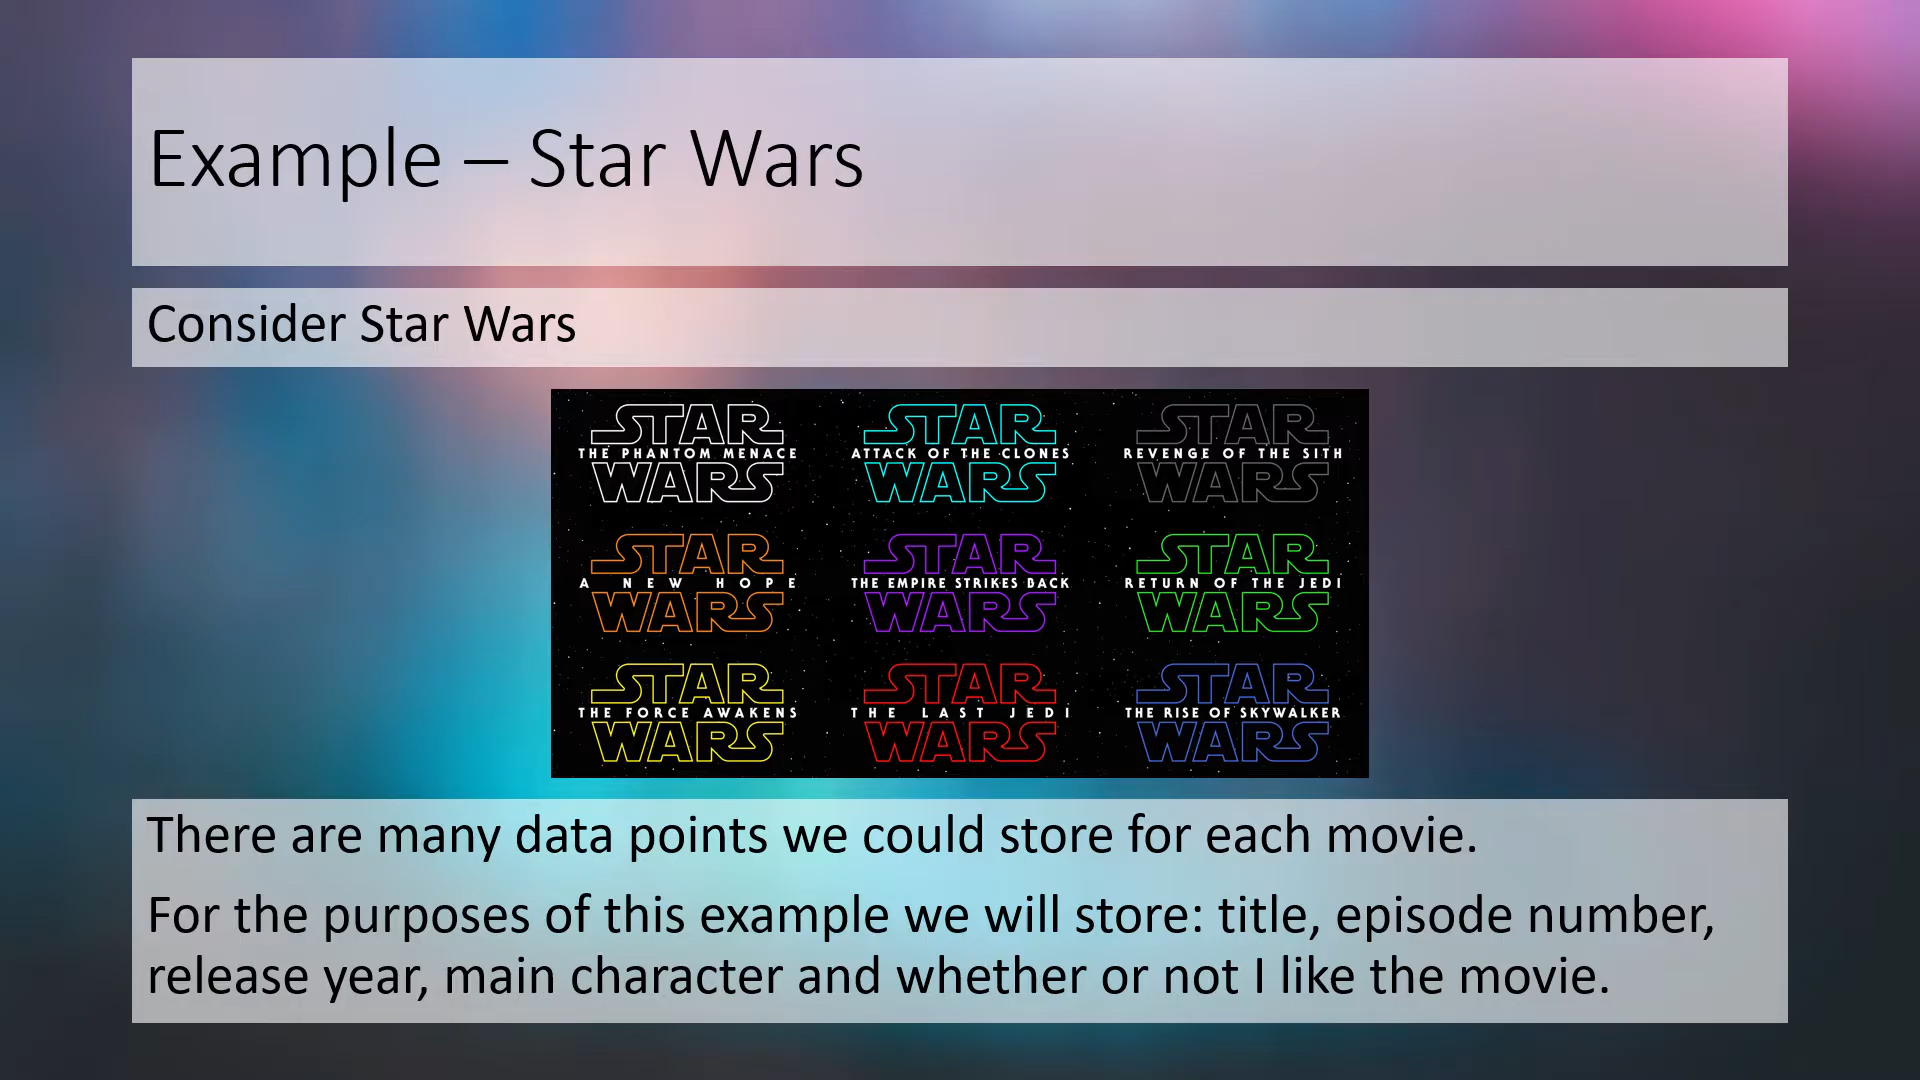 Example – Star Wars
Consider Star Wars
STAR
THE PHANTOM MENACE
WARS
STAR
ATTACK OF THE CLONES
WARS
STAR
REVENGE OF THE SITH
WARS
STAR
A NEW HOPE
WARS
STAR
THE EMPIRE STRIKES BACK
WARS
STAR
RETURN OF THE JEDI
WARS
STAR
THE FORCE AWAKENS
WARS
STAR
THE LAST JEDI
WARS
STAR
THE RISE OF SKYWALKER
WARS
There are many data points we could store for each movie.
For the purposes of this example we will store: title, episode number,
release year, main character and whether or not I like the movie.